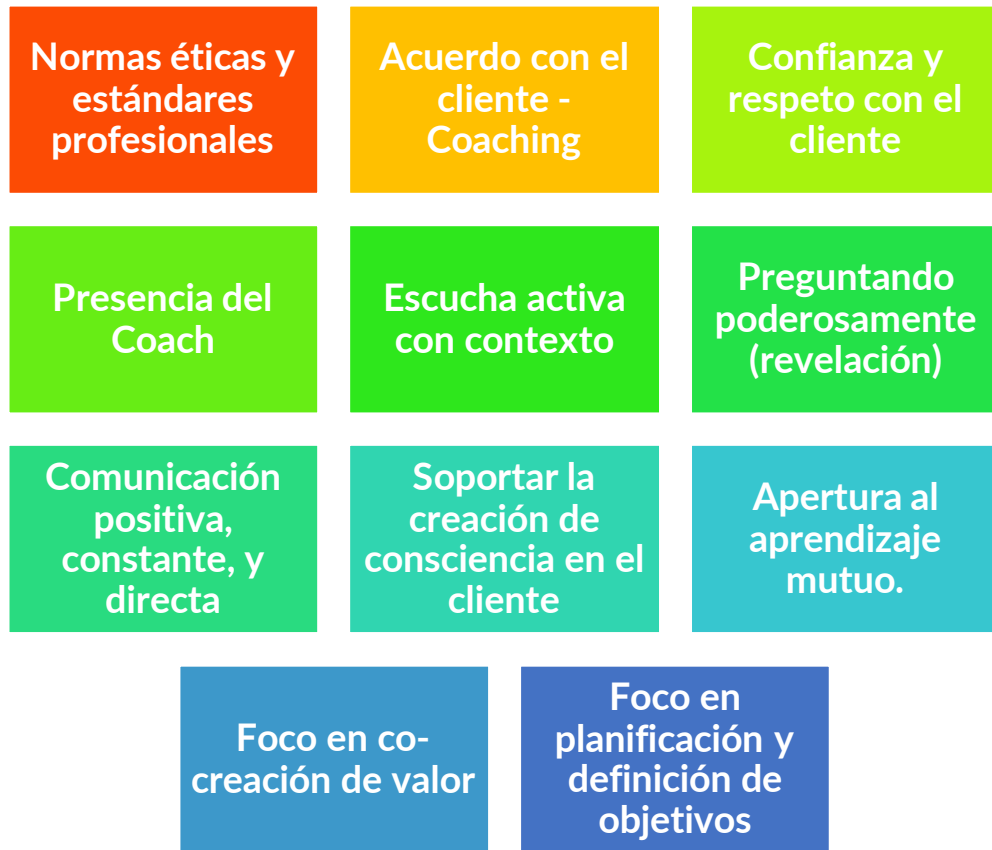 Normas éticas y
estándares
profesionales
Acuerdo con el
cliente -
Coaching
Confianza y
respeto con el
cliente
Presencia del
Coach
Escucha activa
con contexto
Preguntando
poderosamente
(revelación)
Comunicación
positiva,
constante, y
directa
Soportar la
creación de
consciencia en el
cliente
Apertura al
aprendizaje
mutuo.
Foco en co-
creación de valor
Foco en
planificación y
definición de
objetivos